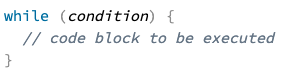 while (condition) {
  // code block to be executed
}